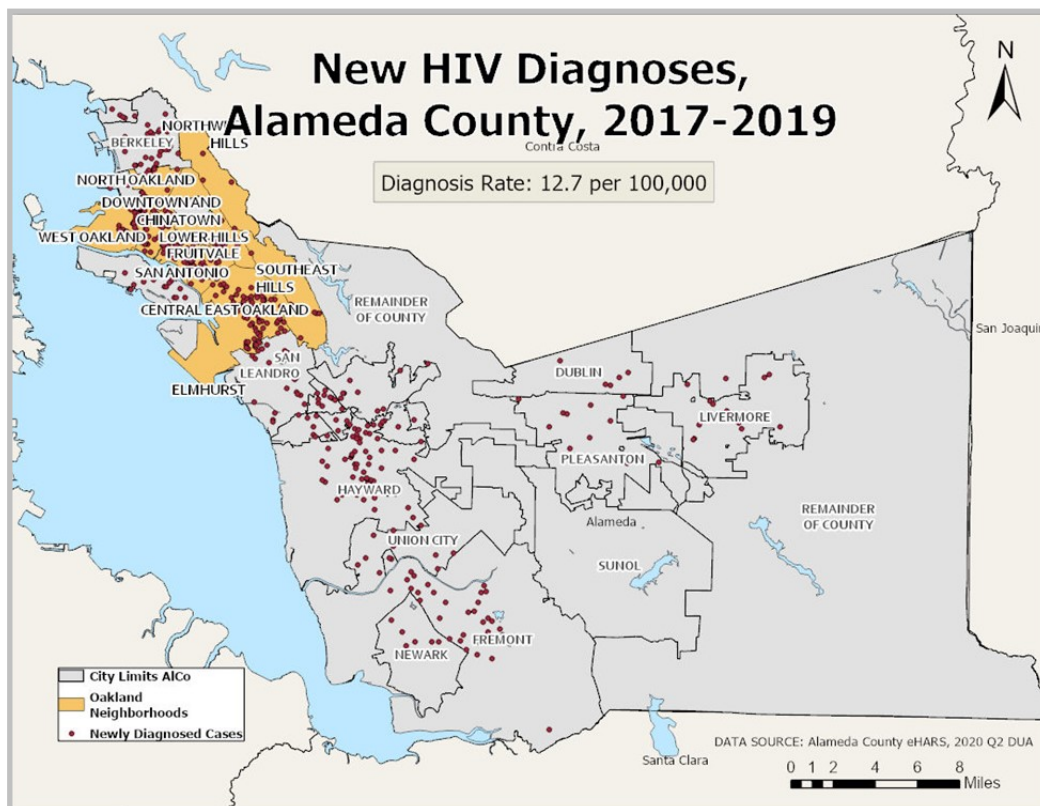 New HIV Diagnoses,
Alameda County, 2017-2019
N
Contra Costa
Diagnosis Rate: 12.7 per 100,000
BERKELEY
HILLS
NORTH OAKLAND
DOWNTOWN AND
CHINATOWN
WEST OAKLAND
LOWER HILLS
FRUITVALE
SAN ANTONIO
SOUTHEAST
HILLS
CENTRAL EAST OAKLAND
REMAINDER
OF COUNTY
San Joaquin
SAN
LEANDRO
ELMHURST
DUBLIN
LIVERMORE
PLEASANTON
HAYWARD
Alameda
REMAINDER
OF COUNTY
UNION CITY
SUNOL
FREMONT
NEWARK
City Limits AlCo
Oakland
Neighborhoods
Newly Diagnosed Cases
DATA SOURCE: Alameda County eHARS, 2020 Q2 DUA
Santa Clara
0 1 2 4 6 8
Miles